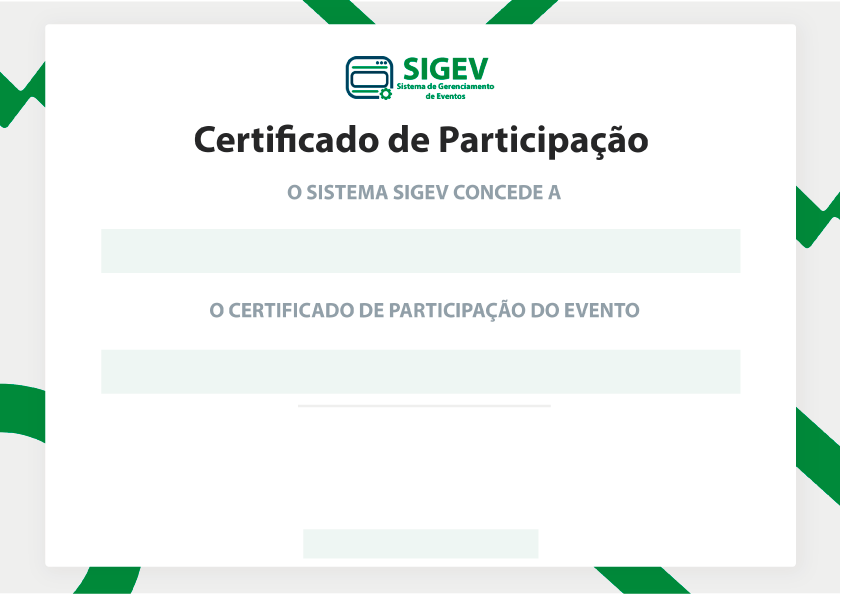 SIGEV
Sistema de Gerenciamento
de Eventos
Certificado de Participação
O SISTEMA SIGEV CONCEDE A
O CERTIFICADO DE PARTICIPAÇÃO DO EVENTO